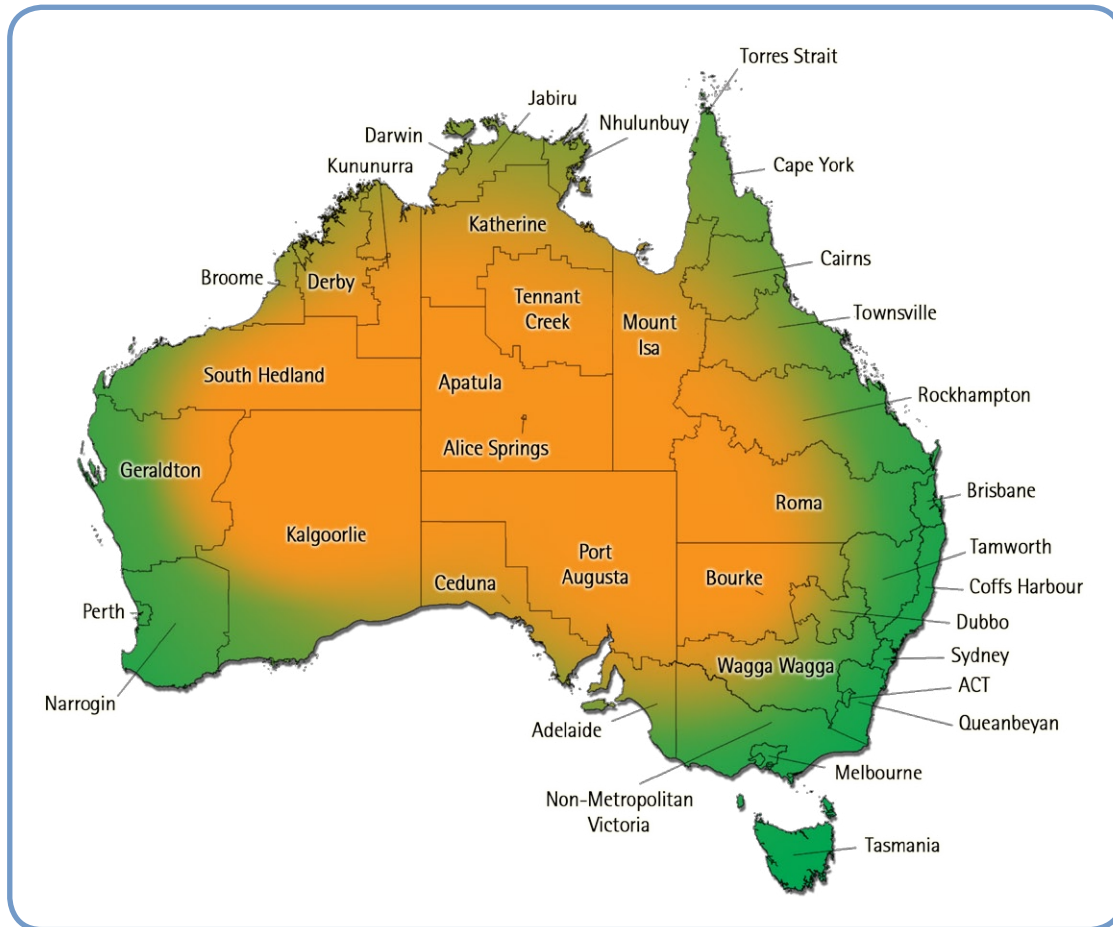 Torres Strait
Jabiru
Nhulunbuy
Darwin
Kununurra
Cape York
Katherine
Cairns
Broome
Derby
Tennant
Creek
Townsville
Mount
Isa
South Hedland
Apatula
Rockhampton
Alice Springs
Geraldton
Brisbane
Roma
Kalgoorlie
Tamworth
Port
Augusta
Bourke
Ceduna
Coffs Harbour
Perth
Dubbo
Sydney
Wagga Wagga
ACT
Narrogin
Queanbeyan
Adelaide
Melbourne
Non-Metropolitan
Victoria
Tasmania